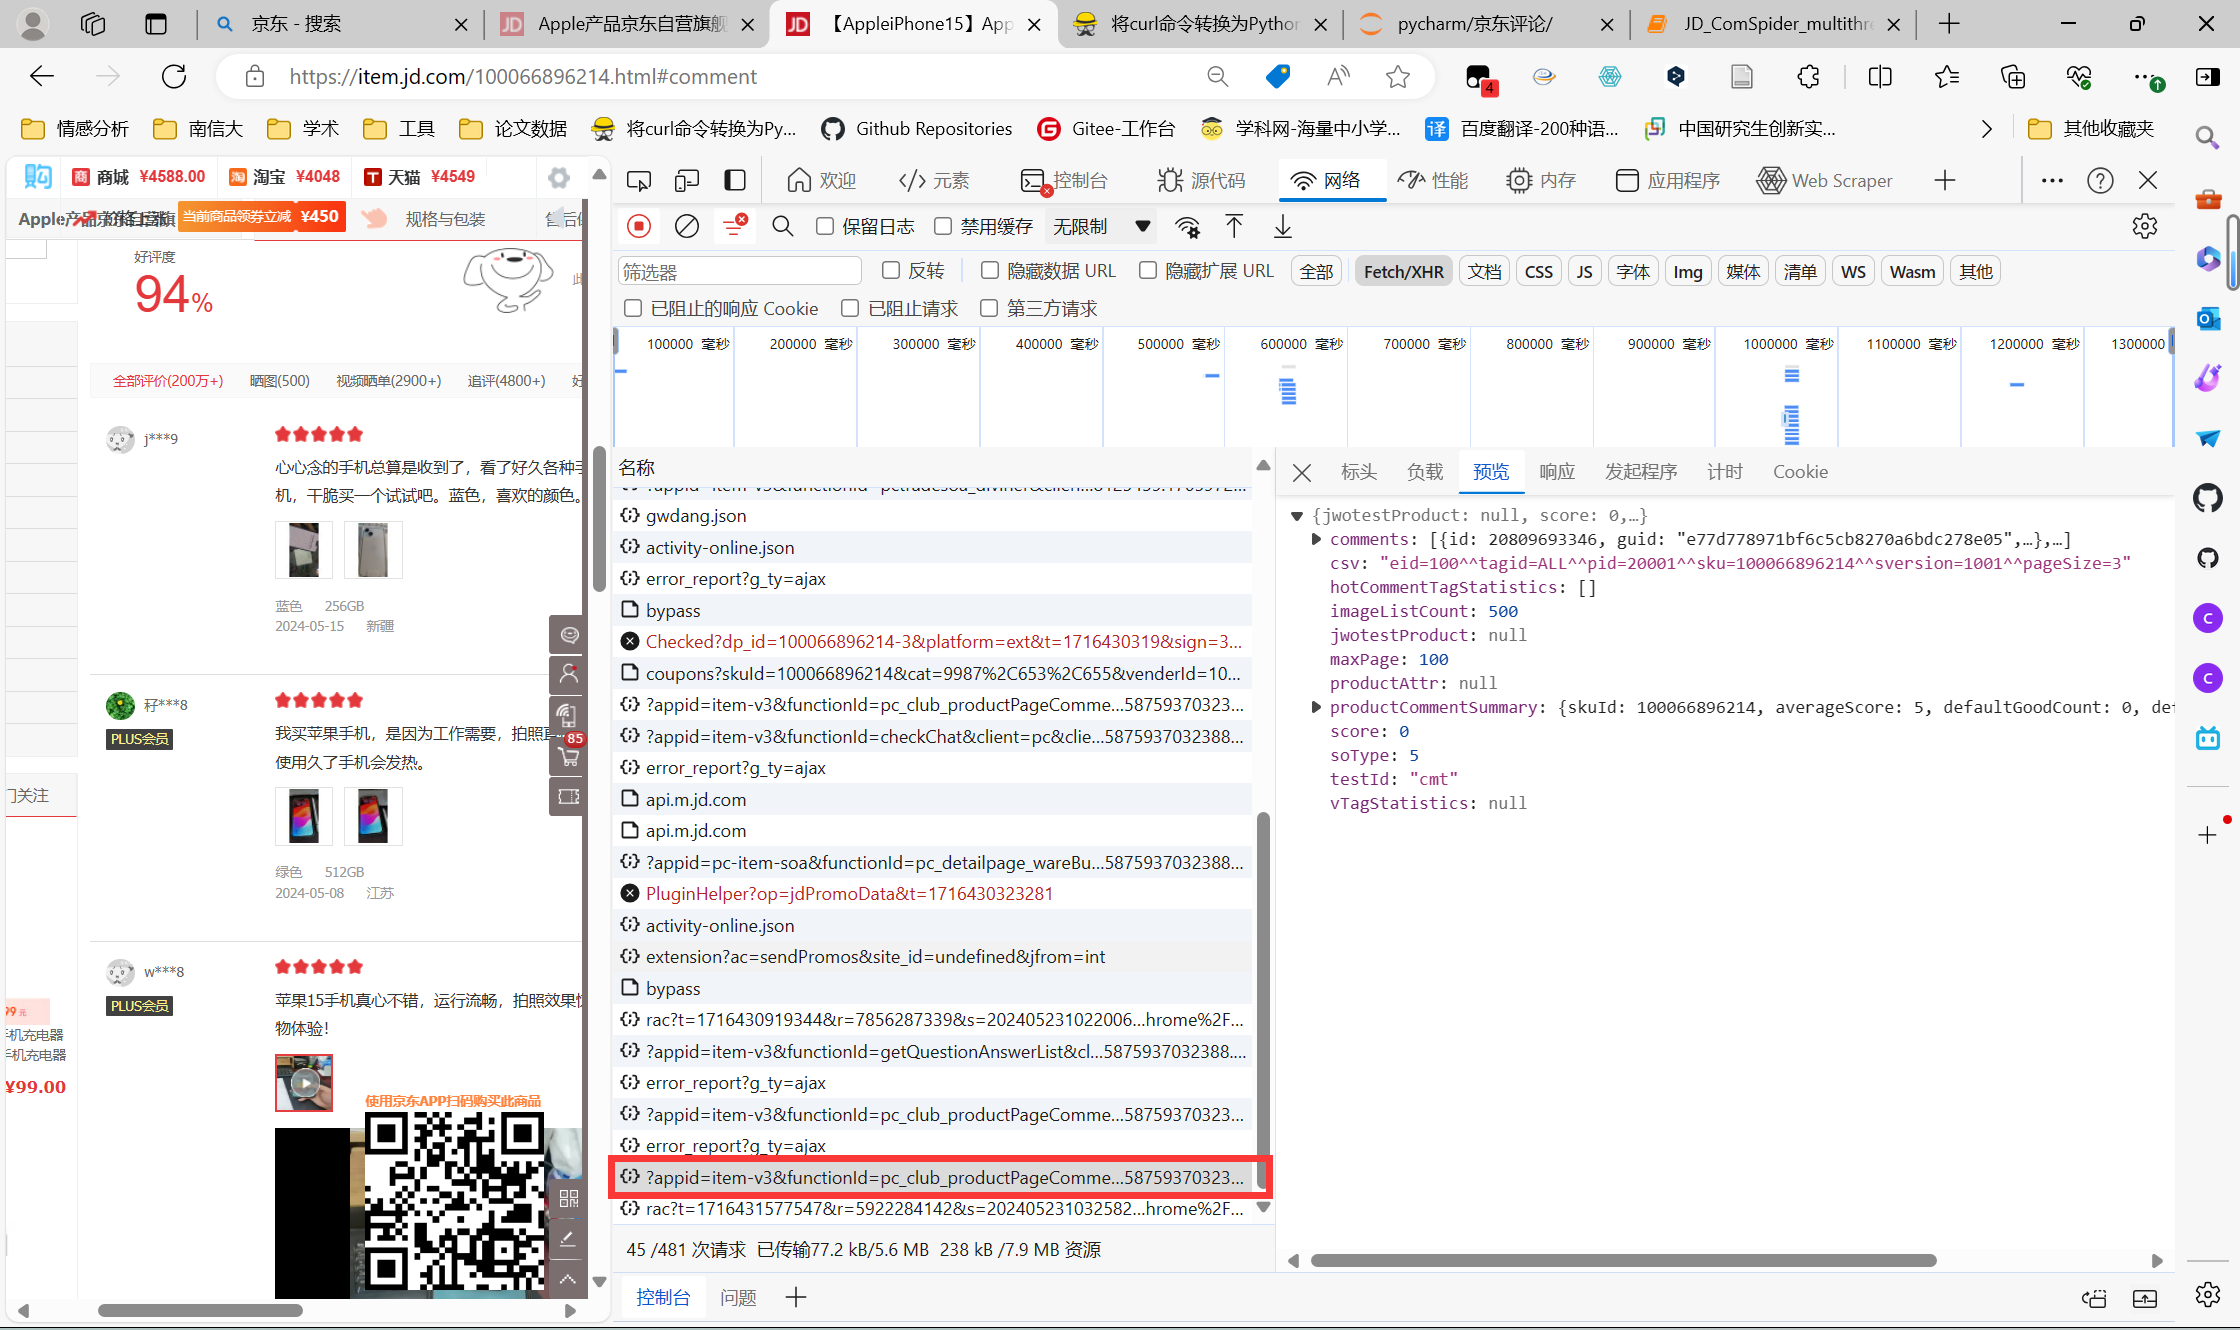 京东 - 搜索
Apple产品京东自营旗舰
【AppleiPhone15】App
将curl命令转换为Python
pycharm/京东评论/
JD_ComSpider_multithre
https://item.jd.com/100066896214.html#comment
4
情感分析
南信大
学术
工具
论文数据
将curl命令转换为Py...
Github Repositories
Gitee-工作台
学科网-海量中小学...
百度翻译-200种语...
中国研究生创新实...
其他收藏夹
商城 ¥4588.00
淘宝 ¥4048
天猫 ¥4549
当前商品领券立减 ¥450
规格与包装
好评度
94%
全部评价(200万+)
晒图(500)
视频晒单(2900+)
追评(4800+)
j***9
心心念的手机总算是收到了，看了好久各种手
机，干脆买一个试试吧。蓝色，喜欢的颜色。
蓝色 256GB
2024-05-15 新疆
籽***8
PLUS会员
我买苹果手机，是因为工作需要，拍照真
使用久了手机会发热。
85
绿色 512GB
2024-05-08 江苏
门关注
w***8
PLUS会员
苹果15手机真心不错，运行流畅，拍照效果
物体验！
手机充电器
手机充电器
¥99.00
使用京东APP扫码购买此商品
欢迎
元素
控制台
源代码
网络
性能
内存
应用程序
Web Scraper
保留日志
禁用缓存
无限制
筛选器
反转
隐藏数据 URL
隐藏扩展 URL
全部
Fetch/XHR
文档
CSS
JS
字体
Img
媒体
清单
WS
Wasm
其他
已阻止的响应 Cookie
已阻止请求
第三方请求
100000 毫秒
200000 毫秒
300000 毫秒
400000 毫秒
500000 毫秒
600000 毫秒
700000 毫秒
800000 毫秒
900000 毫秒
1000000 毫秒
1100000 毫秒
1200000 毫秒
1300000
名称
gwdang.json
activity-online.json
error_report?g_ty=ajax
bypass
Checked?dp_id=100066896214-3&platform=ext&t=1716430319&sign=3...
coupons?skuId=100066896214&cat=9987%2C653%2C655&venderId=10...
?appid=item-v3&functionId=pc_club_productPageComme...58759370323...
?appid=item-v3&functionId=checkChat&client=pc&clie...5875937032388...
error_report?g_ty=ajax
api.m.jd.com
api.m.jd.com
?appid=pc-item-soa&functionId=pc_detailpage_wareBu...5875937032388...
PluginHelper?op=jdPromoData&t=1716430323281
activity-online.json
extension?ac=sendPromos&site_id=undefined&jfrom=int
bypass
rac?t=1716430919344&r=7856287339&s=202405231022006...hrome%2F...
?appid=item-v3&functionId=getQuestionAnswerList&cl...5875937032388....
error_report?g_ty=ajax
?appid=item-v3&functionId=pc_club_productPageComme...58759370323...
error_report?g_ty=ajax
?appid=item-v3&functionId=pc_club_productPageComme...58759370323...
rac?t=1716431577547&r=5922284142&s=202405231032582...hrome%2F...
45 /481 次请求 已传输77.2 kB/5.6 MB 238 kB /7.9 MB 资源
控制台
问题
标头
负载
预览
响应
发起程序
计时
Cookie
{jwotestProduct: null, score: 0,…}
comments: [{id: 20809693346, guid: "e77d778971bf6c5cb8270a6bdc278e05",…},…]
csv: "eid=100^^tagid=ALL^^pid=20001^^sku=100066896214^^sversion=1001^^pageSize=3"
hotCommentTagStatistics: []
imageListCount: 500
jwotestProduct: null
maxPage: 100
productAttr: null
productCommentSummary: {skuId: 100066896214, averageScore: 5, defaultGoodCount: 0, def
score: 0
soType: 5
testId: "cmt"
vTagStatistics: null